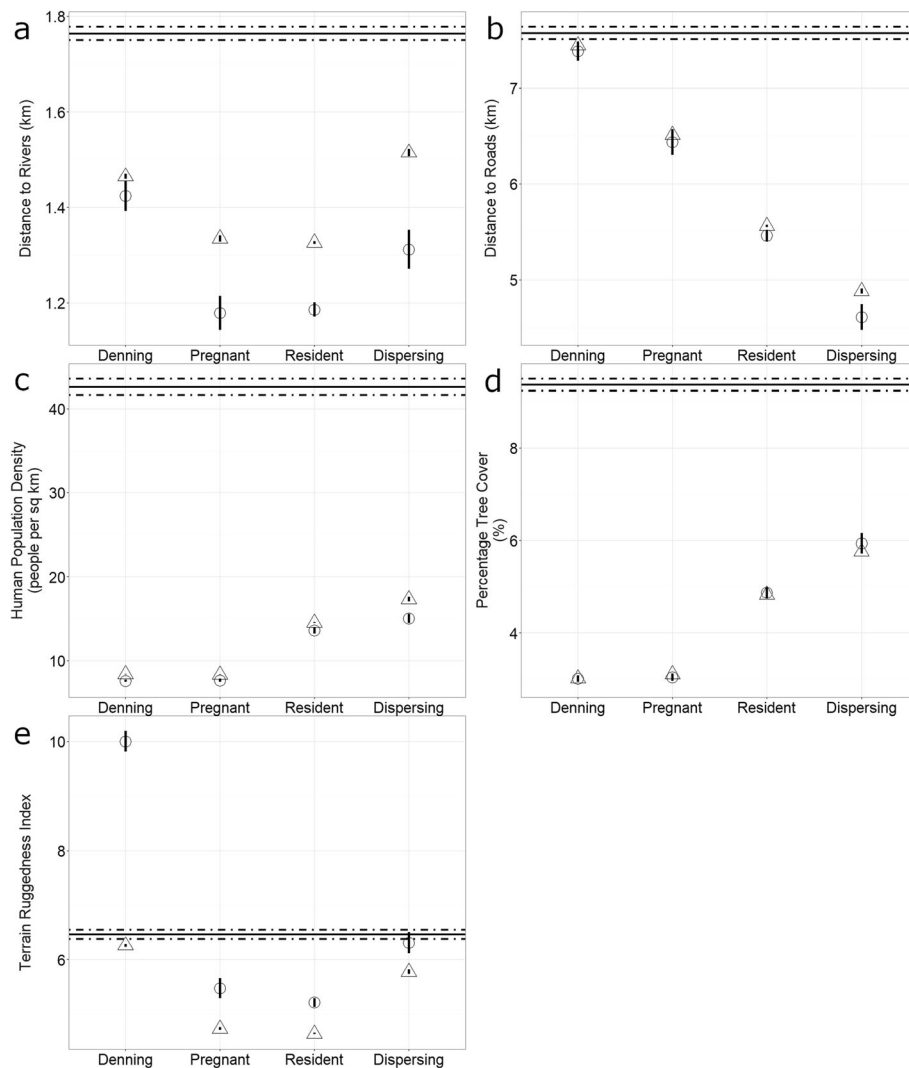 a
Distance to Rivers (km)
1.8
1.6
1.4
1.2
Denning Pregnant Resident Dispersing
b
Distance to Roads (km)
7
6
5
Denning Pregnant Resident Dispersing
c
Human Population Density
(people per sq km)
40
30
20
10
Denning Pregnant Resident Dispersing
d
Percentage Tree Cover
(%)
8
6
4
Denning Pregnant Resident Dispersing
e
Terrain Ruggedness Index
10
8
6
Denning Pregnant Resident Dispersing